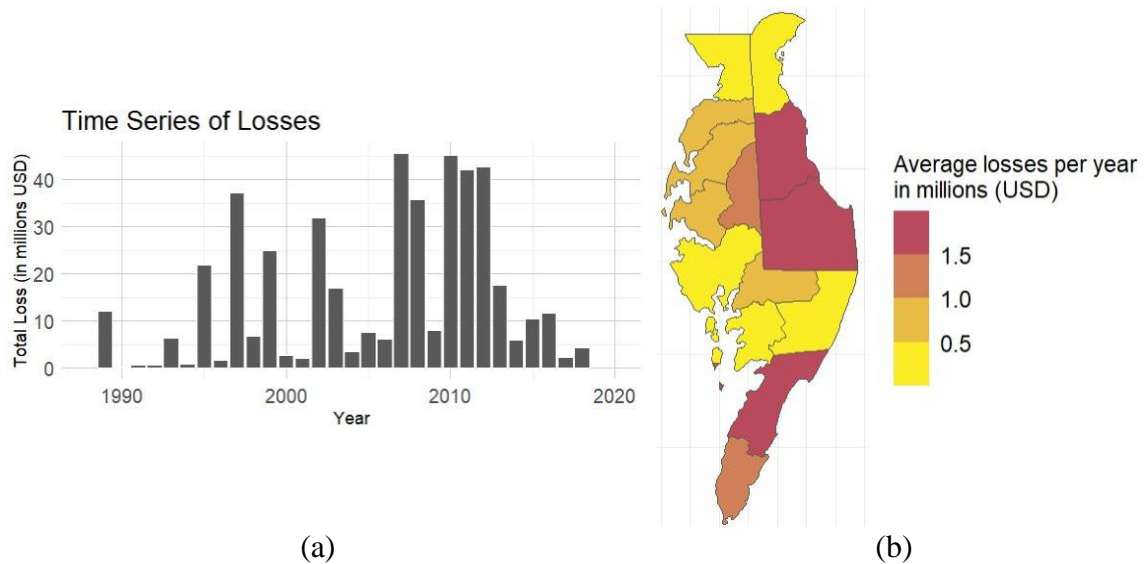 Time Series of Losses
Total Loss (in millions USD)
40
30
20
10
0
1990
2000
2010
2020
Year
Average losses per year
in millions (USD)
1.5
1.0
0.5
(a)
(b)